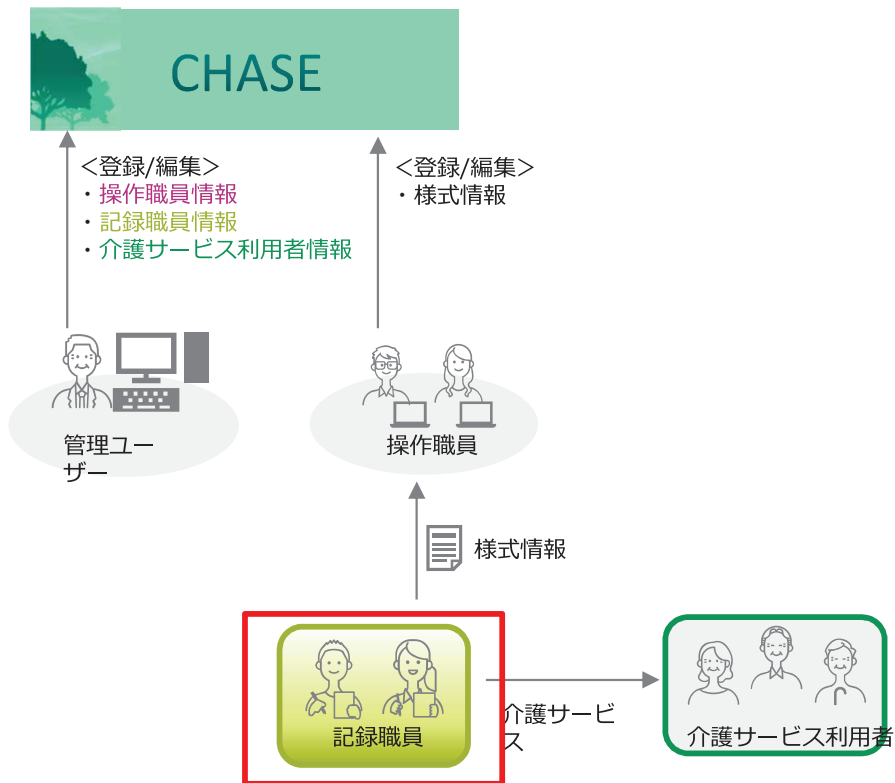 CHASE
＜登録/編集＞
・操作職員情報
・記録職員情報
・介護サービス利用者情報
＜登録/編集＞
・様式情報
管理ユー
ザー
操作職員
様式情報
記録職員
介護サービ
ス
介護サービス利用者